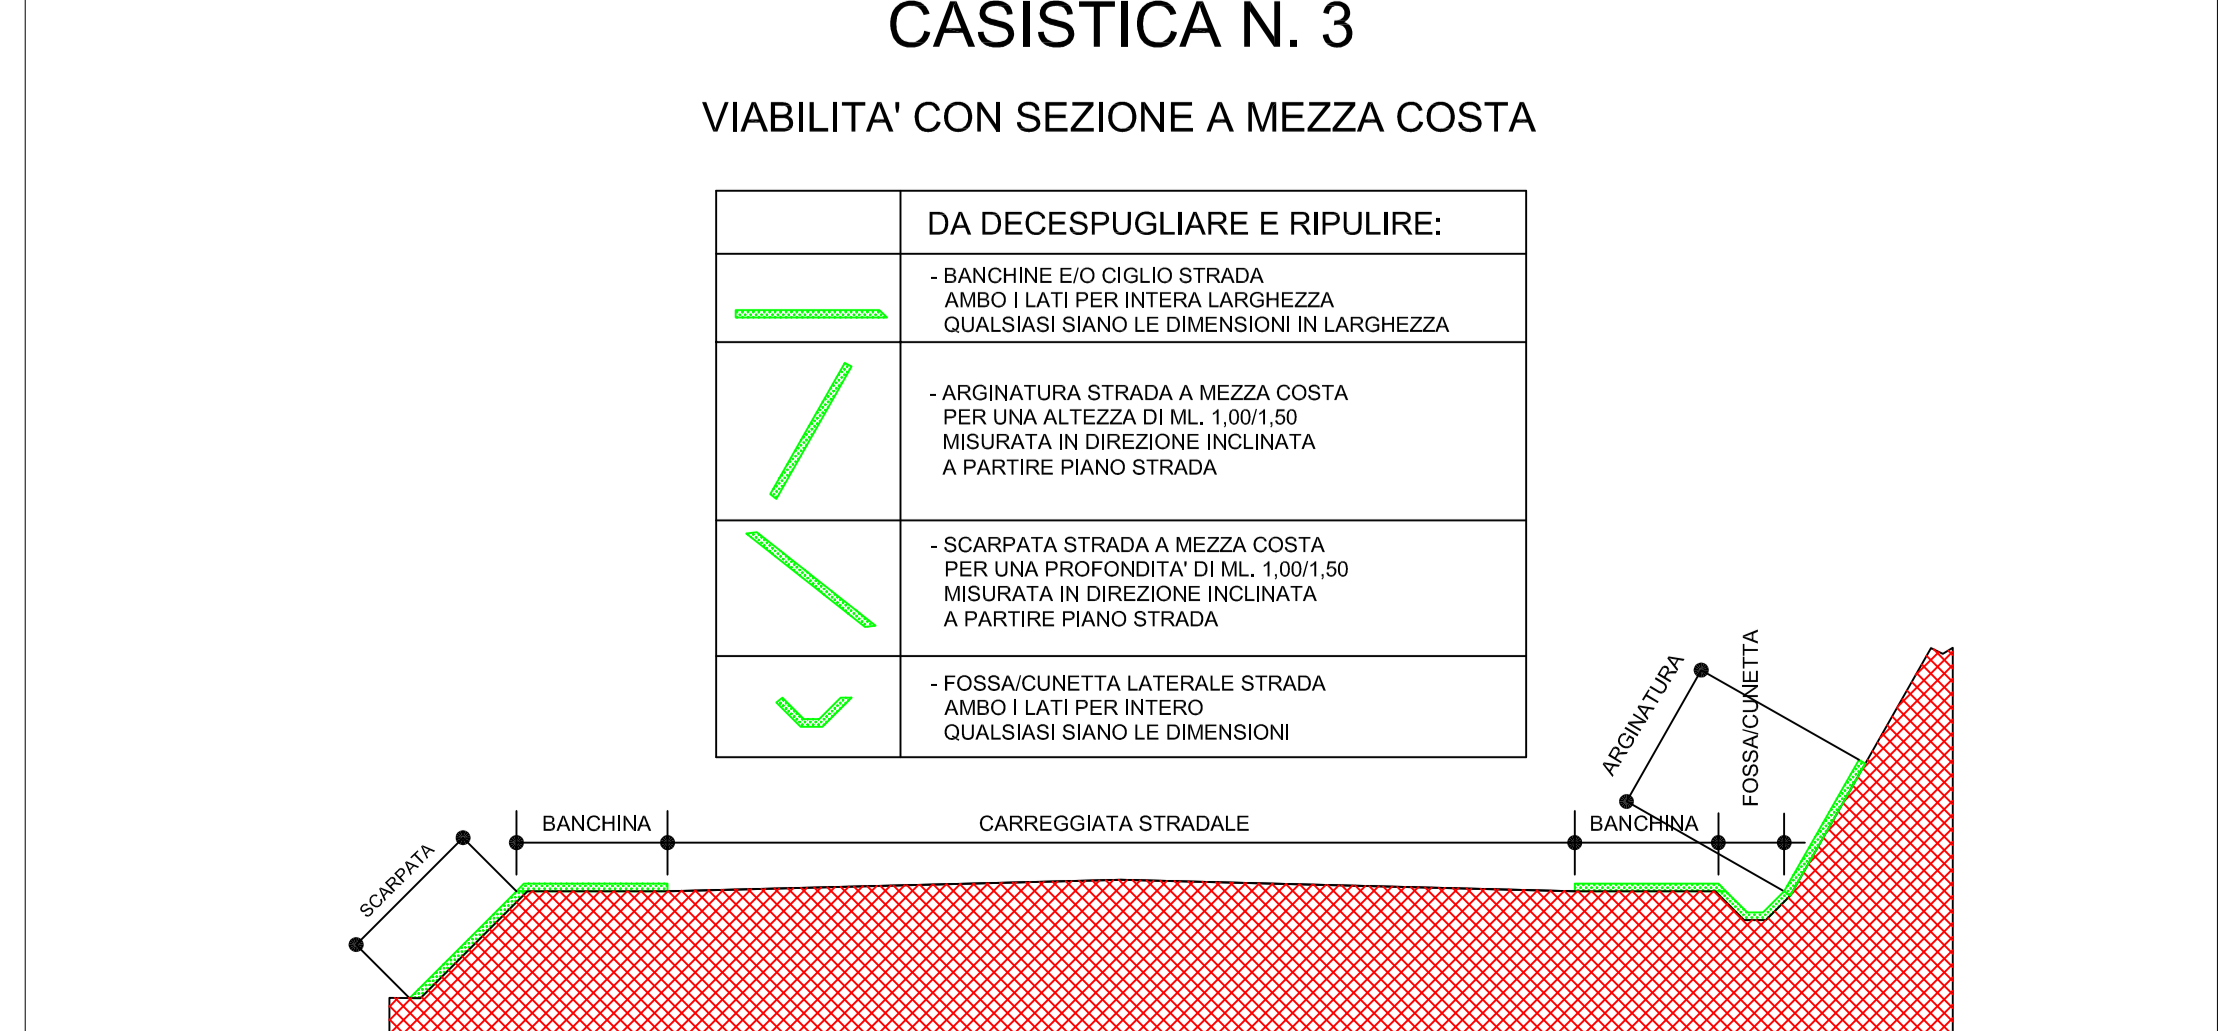 CASISTICA N. 3
VIABILITA' CON SEZIONE A MEZZA COSTA
DA DECESPUGLIARE E RIPULIRE:
- BANCHINE E/O CIGLIO STRADA
AMBO I LATI PER INTERA LARGHEZZA
QUALSIASI SIANO LE DIMENSIONI IN LARGHEZZA
- ARGINATURA STRADA A MEZZA COSTA
PER UNA ALTEZZA DI ML. 1,00/1,50
MISURATA IN DIREZIONE INCLINATA
A PARTIRE PIANO STRADA
- SCARPATA STRADA A MEZZA COSTA
PER UNA PROFONDITA' DI ML. 1,00/1,50
MISURATA IN DIREZIONE INCLINATA
A PARTIRE PIANO STRADA
- FOSSA/CUNETTA LATERALE STRADA
AMBO I LATI PER INTERO
QUALSIASI SIANO LE DIMENSIONI
SCARPATA
BANCHINA
CARREGGIATA STRADALE
BANCHINA
ARGINATURA
FOSSA/CUNETTA